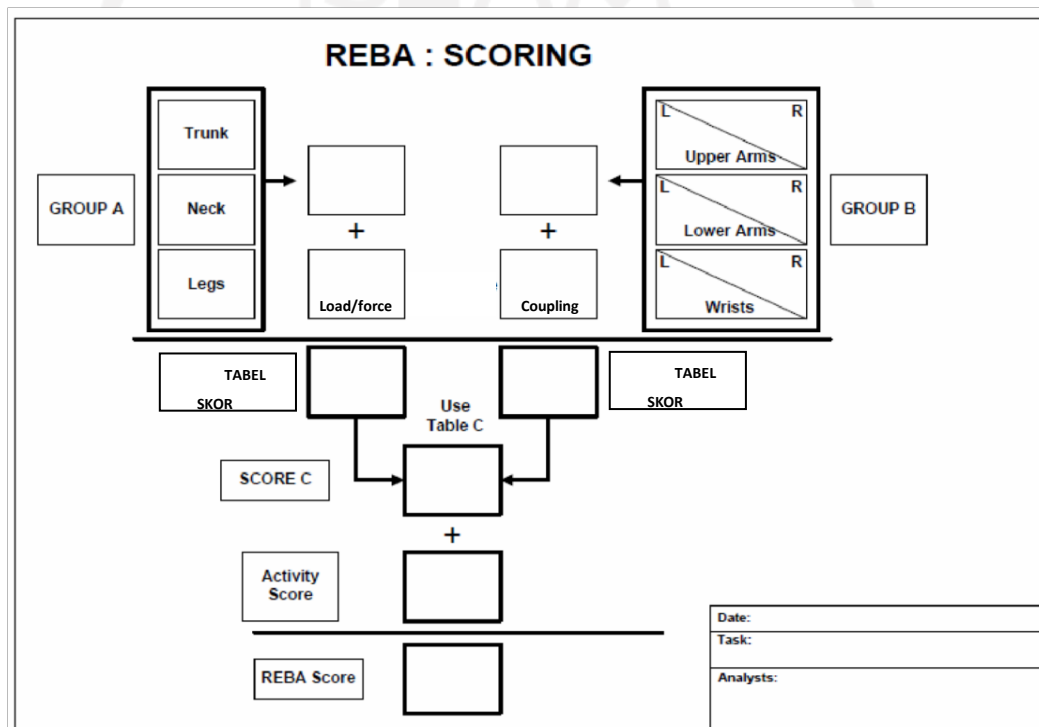 REBA : SCORING
Trunk
Neck
Legs
GROUP A
+
Load/force
+
Coupling
L R
Upper Arms
L R
Lower Arms
L R
Wrists
GROUP B
TABEL
SKOR
Use
Table C
TABEL
SKOR
SCORE C
+
Activity
Score
REBA Score
Date:
Task:
Analysts: